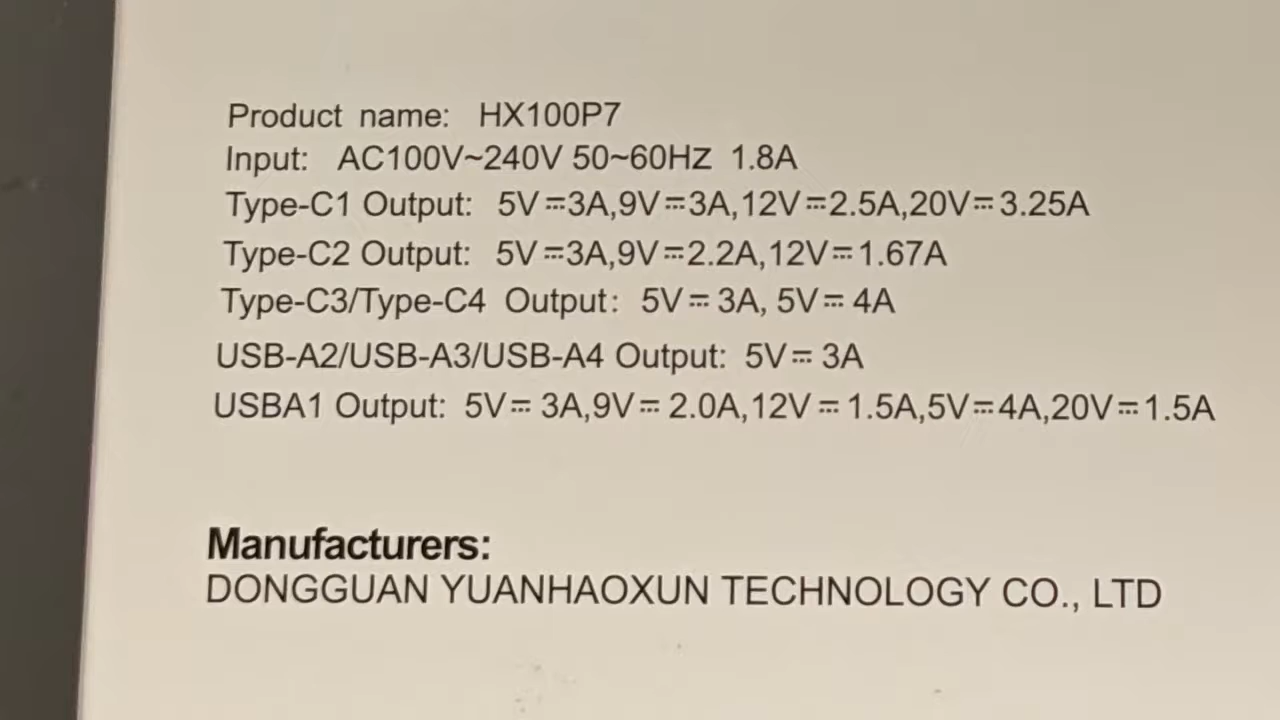 Product name: HX100P7
Input: AC100V~240V 50~60Hz 1.8A
Type-C1 Output: 5V⎓3A,9V⎓3A,12V⎓2.5A,20V⎓3.25A
Type-C2 Output: 5V⎓3A,9V⎓2.2A,12V⎓1.67A
Type-C3/Type-C4 Output: 5V⎓3A, 5V⎓4A
USB-A2/USB-A3/USB-A4 Output: 5V⎓ 3A
USBA1 Output: 5V⎓ 3A,9V⎓ 2.0A,12V⎓ 1.5A,5V⎓4A,20V⎓1.5A
Manufacturers:
DONGGUAN YUANHAOXUN TECHNOLOGY CO., LTD